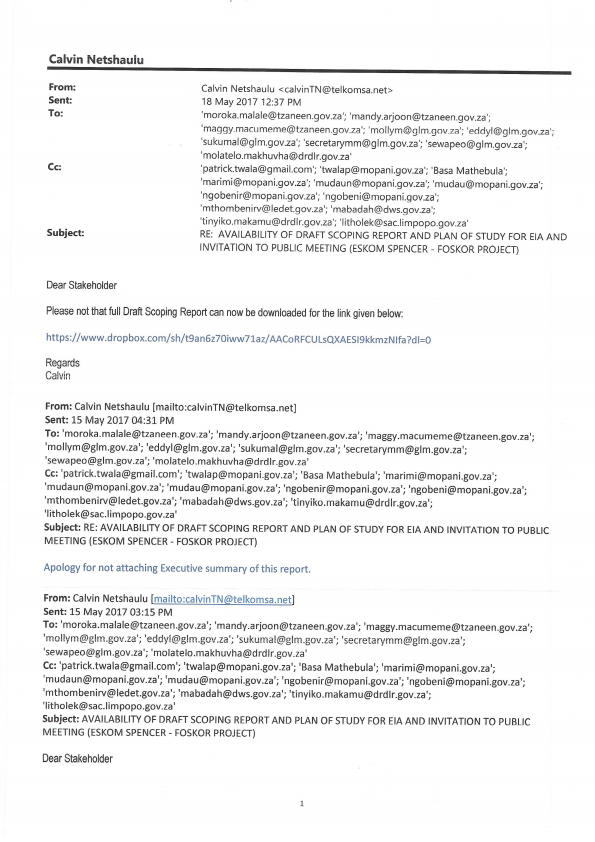 Calvin Netshaulu
From: Calvin Netshaulu <calvinTN@telkomsa.net>
Sent: 18 May 2017 12:37 PM
To: 'moroka.malale@tzaneen.gov.za'; 'mandy.arjoon@tzaneen.gov.za';
'maggy.macumeme@tzaneen.gov.za'; 'mollym@glm.gov.za'; 'eddyl@glm.gov.za';
'sukumal@glm.gov.za'; 'secretarymm@glm.gov.za'; 'sewapeo@glm.gov.za';
'molatelo.makhuvha@drdlr.gov.za'
Cc: 'patrick.twala@gmail.com'; 'twalap@mopani.gov.za'; 'Basa Mathebula';
'marimi@mopani.gov.za'; 'mudaun@mopani.gov.za'; 'mudau@mopani.gov.za';
'ngobenir@mopani.gov.za'; 'ngobeni@mopani.gov.za';
'mthombenirv@ledet.gov.za'; 'mabadah@dws.gov.za';
'tinyiko.makamu@drdlr.gov.za'; 'litholek@sac.limpopo.gov.za'
Subject: RE: AVAILABILITY OF DRAFT SCOPING REPORT AND PLAN OF STUDY FOR EIA AND
INVITATION TO PUBLIC MEETING (ESKOM SPENCER - FOSKOR PROJECT)
Dear Stakeholder
Please not that full Draft Scoping Report can now be downloaded for the link given below:
https://www.dropbox.com/sh/t9an6z70iww71az/AACoRFCULsQXAESI9kkmzNIfa?dl=0
Regards
Calvin
From: Calvin Netshaulu [mailto:calvinTN@telkomsa.net]
Sent: 15 May 2017 04:31 PM
To: 'moroka.malale@tzaneen.gov.za'; 'mandy.arjoon@tzaneen.gov.za'; 'maggy.macumeme@tzaneen.gov.za';
'mollym@glm.gov.za'; 'eddyl@glm.gov.za'; 'sukumal@glm.gov.za'; 'secretarymm@glm.gov.za';
'sewapeo@glm.gov.za'; 'molatelo.makhuvha@drdlr.gov.za'
Cc: 'patrick.twala@gmail.com'; 'twalap@mopani.gov.za'; 'Basa Mathebula'; 'marimi@mopani.gov.za';
'mudaun@mopani.gov.za'; 'mudau@mopani.gov.za'; 'ngobenir@mopani.gov.za'; 'ngobeni@mopani.gov.za';
'mthombenirv@ledet.gov.za'; 'mabadah@dws.gov.za'; 'tinyiko.makamu@drdlr.gov.za';
'litholek@sac.limpopo.gov.za'
Subject: RE: AVAILABILITY OF DRAFT SCOPING REPORT AND PLAN OF STUDY FOR EIA AND INVITATION TO PUBLIC
MEETING (ESKOM SPENCER - FOSKOR PROJECT)
Apology for not attaching Executive summary of this report.
From: Calvin Netshaulu [mailto:calvinTN@telkomsa.net]
Sent: 15 May 2017 03:15 PM
To: 'moroka.malale@tzaneen.gov.za'; 'mandy.arjoon@tzaneen.gov.za'; 'maggy.macumeme@tzaneen.gov.za';
'mollym@glm.gov.za'; 'eddyl@glm.gov.za'; 'sukumal@glm.gov.za'; 'secretarymm@glm.gov.za';
'sewapeo@glm.gov.za'; 'molatelo.makhuvha@drdlr.gov.za'
Cc: 'patrick.twala@gmail.com'; 'twalap@mopani.gov.za'; 'Basa Mathebula'; 'marimi@mopani.gov.za';
'mudaun@mopani.gov.za'; 'mudau@mopani.gov.za'; 'ngobenir@mopani.gov.za'; 'ngobeni@mopani.gov.za';
'mthombenirv@ledet.gov.za'; 'mabadah@dws.gov.za'; 'tinyiko.makamu@drdlr.gov.za';
'litholek@sac.limpopo.gov.za'
Subject: AVAILABILITY OF DRAFT SCOPING REPORT AND PLAN OF STUDY FOR EIA AND INVITATION TO PUBLIC
MEETING (ESKOM SPENCER - FOSKOR PROJECT)
Dear Stakeholder
1